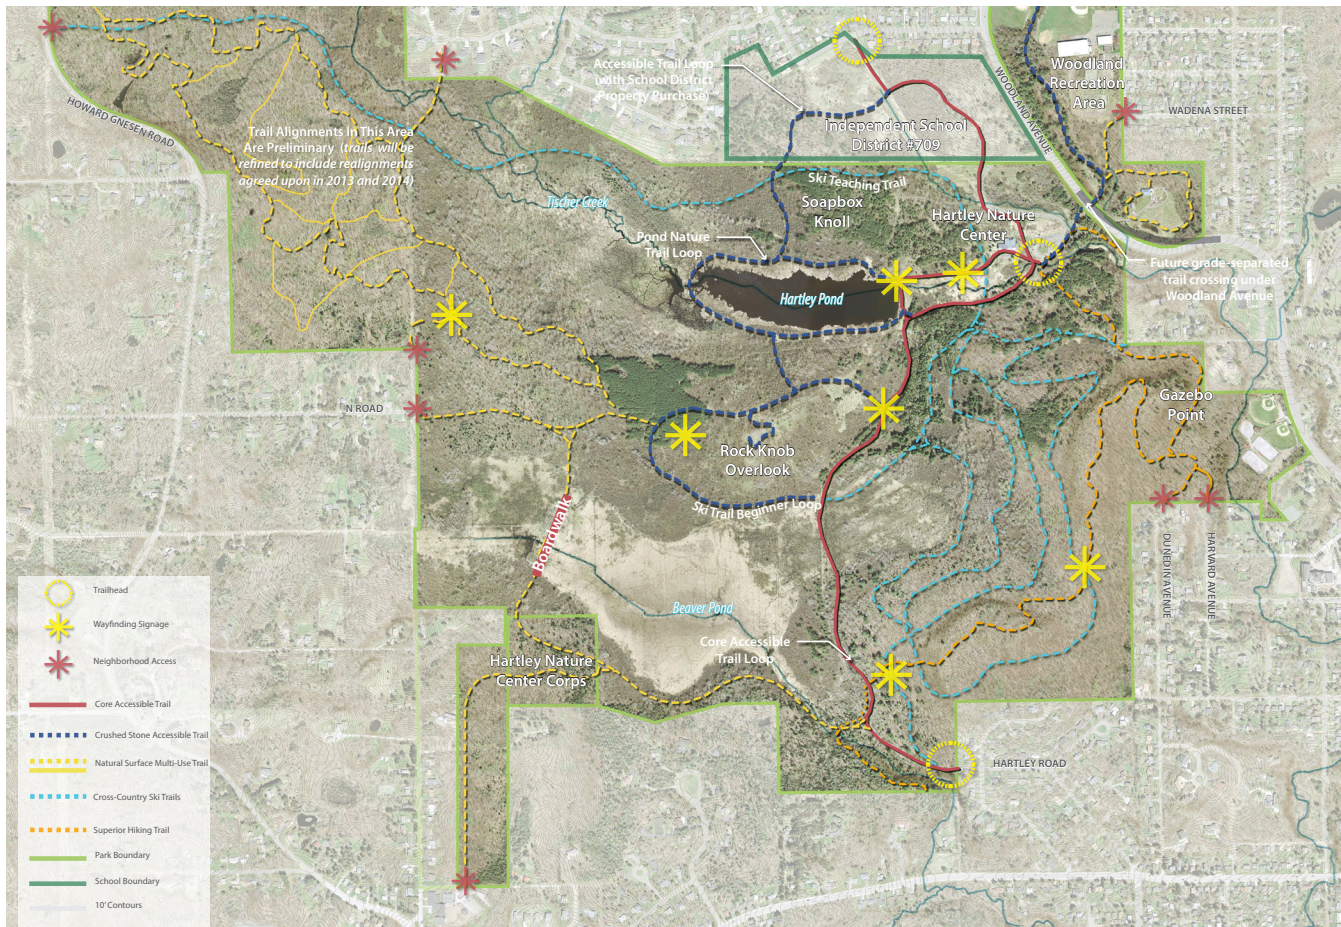 HOWARD GNESEN ROAD
Trail Alignments In This Area
Are Preliminary (trails will be
refined to include realignments
agreed upon in 2013 and 2014)
Accessible Trail Loop
(with School District
Property Purchase)
Independent School
District #709
WOODLAND AVENUE
Woodland
Recreation
Area
WADENA STREET
Ski Teaching Trail
Tischer Creek
Soapbox
Knoll
Hartley Nature
Center
Pond Nature
Trail Loop
Future grade-separated
trail crossing under
Woodland Avenue
Hartley Pond
N ROAD
Gazebo
Point
Rock Knob
Overlook
Ski Trail Beginner Loop
Boardwalk
DUNEDIN AVENUE
HARVARD AVENUE
Beaver Pond
Core Accessible
Trail Loop
Hartley Nature
Center Corps
HARTLEY ROAD
Trailhead
Wayfinding Signage
Neighborhood Access
Core Accessible Trail
Crushed Stone Accessible Trail
Natural Surface Multi-Use Trail
Cross-Country Ski Trails
Superior Hiking Trail
Park Boundary
School Boundary
10' Contours